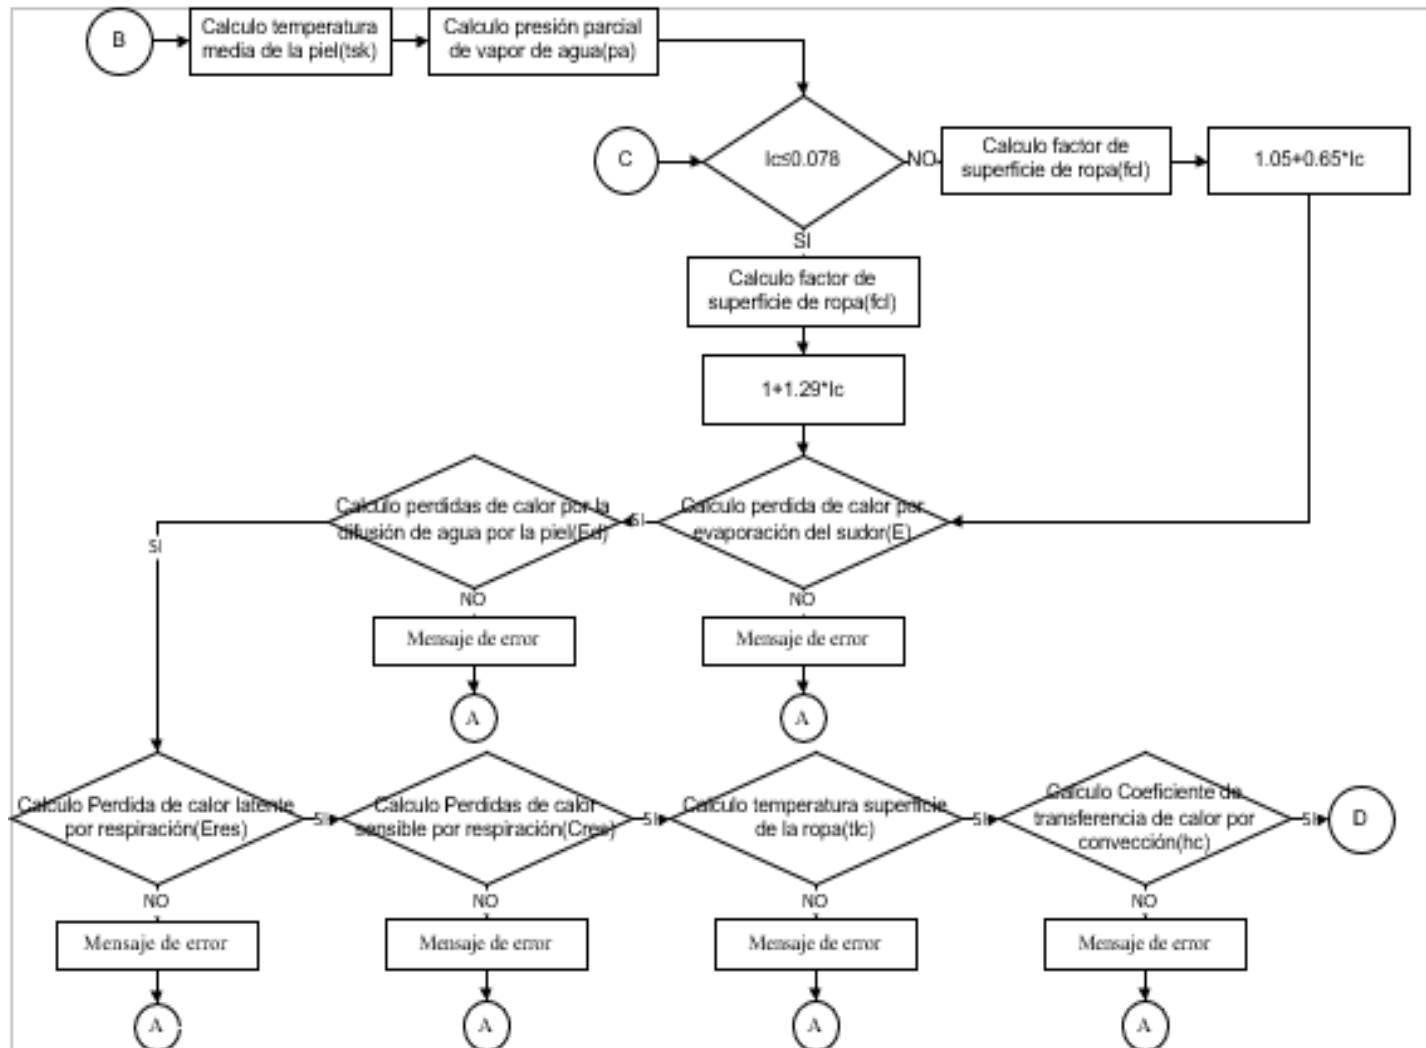 B
Calculo temperatura
media de la piel(tsk)
Calculo presión parcial
de vapor de agua(pa)
C
Ic≤0.078
NO
Calculo factor de
superficie de ropa(fcl)
1.05+0.65*Ic
SI
Calculo factor de
superficie de ropa(fcl)
1+1.29*Ic
Calculo perdidas de calor por la
difusión de agua por la piel(Ed)
SI
Calculo perdida de calor por
evaporación del sudor(E)
SI
NO
NO
Mensaje de error
Mensaje de error
A
A
Calculo Perdida de calor latente
por respiración(Eres)
SI
Calculo Perdidas de calor
sensible por respiración(Cres)
SI
Calculo temperatura superficie
de la ropa(tlc)
SI
Calculo Coeficiente de
transferencia de calor por
convección(hc)
SI
D
NO
NO
NO
NO
Mensaje de error
Mensaje de error
Mensaje de error
Mensaje de error
A
A
A
A